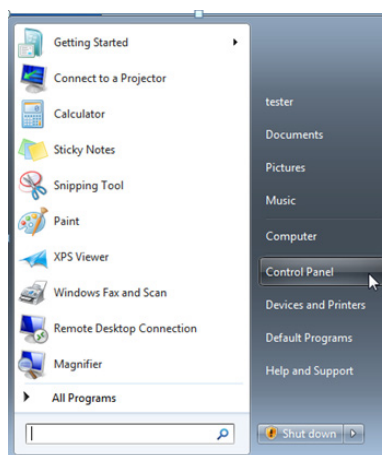 Getting Started
Connect to a Projector
Calculator
Sticky Notes
Snipping Tool
Paint
XPS Viewer
Windows Fax and Scan
Remote Desktop Connection
Magnifier
All Programs
tester
Documents
Pictures
Music
Computer
Control Panel
Devices and Printers
Default Programs
Help and Support
Shut down